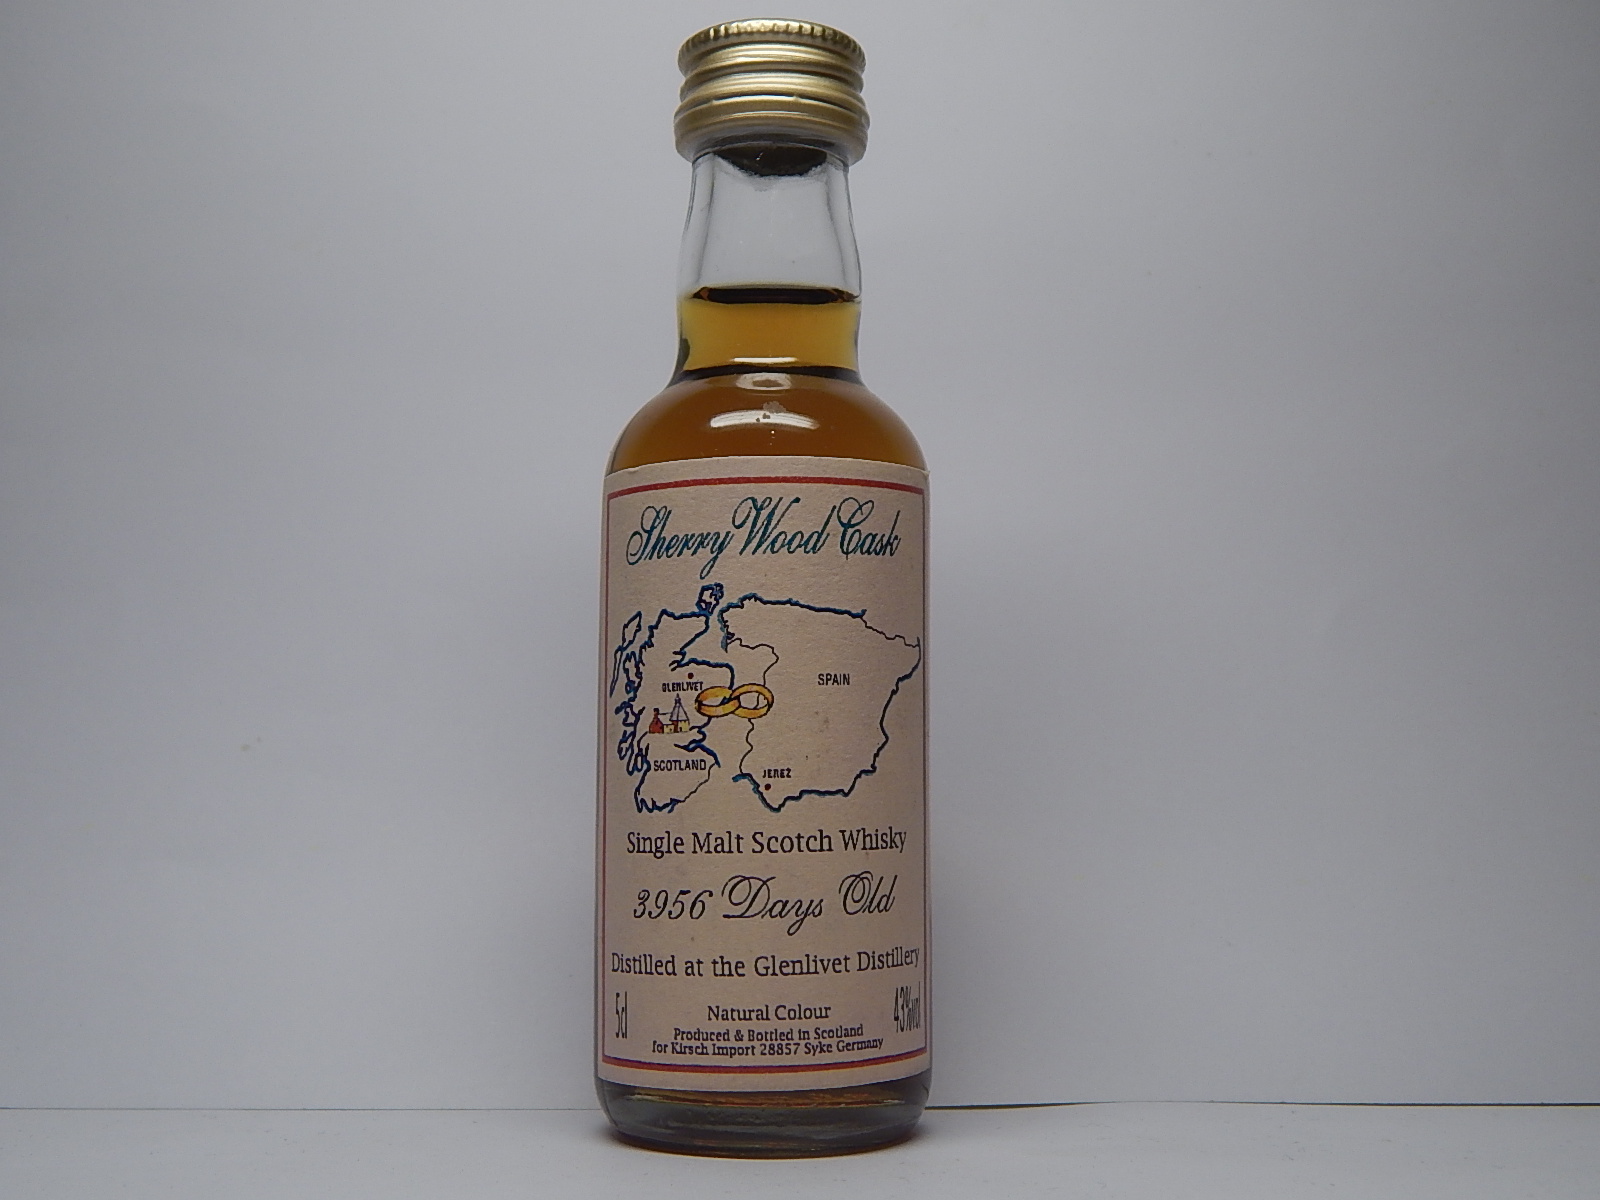 Sherry Wood Cask
GLENLIVET
SPAIN
SCOTLAND
JEREZ
Single Malt Scotch Whisky
3956 Days Old
Distilled at the Glenlivet Distillery
5cl
Natural Colour
43%vol
Produced & Bottled in Scotland
for Kirsch Import 28857 Syke Germany